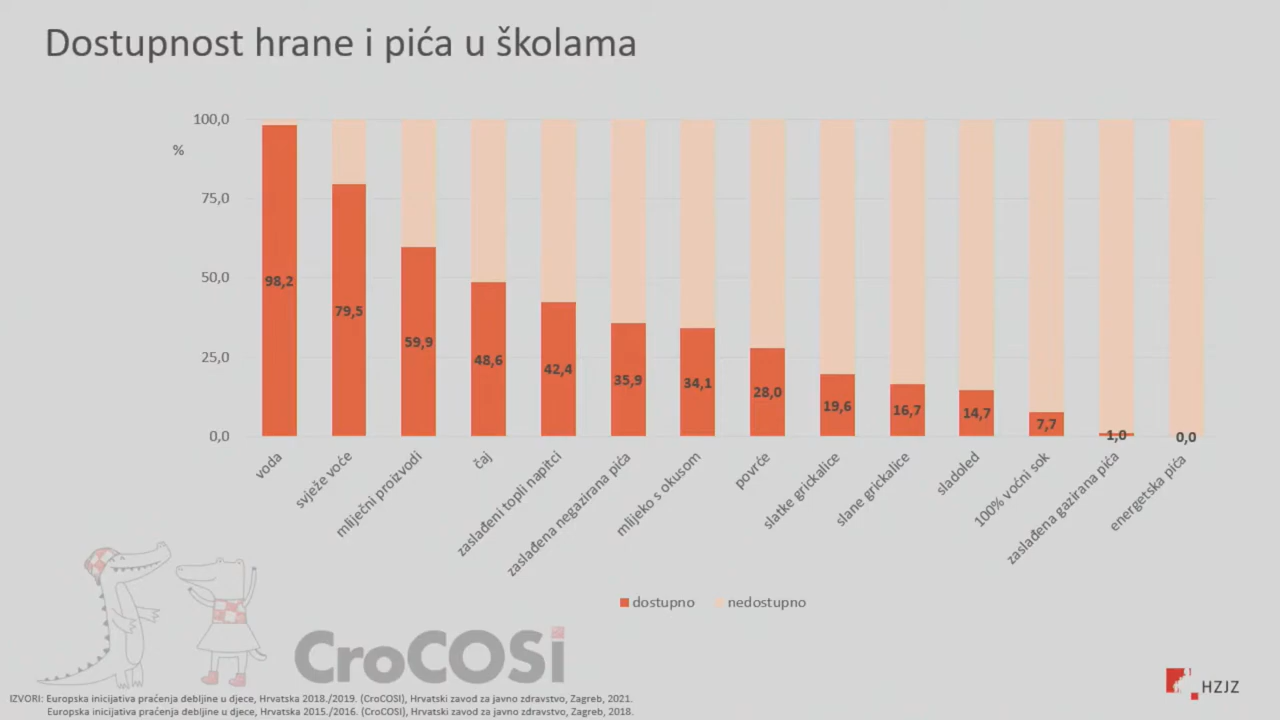 Dostupnost hrane i pića u školama
100,0
%
75,0
50,0
25,0
0,0
98,2
79,5
59,9
48,6
42,4
35,9
34,1
28,0
19,6
16,7
14,7
7,7
1,0
0,0
voda
svježe voće
mliječni proizvodi
čaj
zaslađeni topli napitci
zaslađena negazirana pića
mlijeko s okusom
povrće
slatke grickalice
slane grickalice
sladoled
100% voćni sok
zaslađena gazirana pića
energetska pića
dostupno
nedostupno
CroCOSi
HZJZ
IZVORI: Europska inicijativa praćenja debljine u djece, Hrvatska 2018./2019. (CroCOSI), Hrvatski zavod za javno zdravstvo, Zagreb, 2021.
Europska inicijativa praćenja debljine u djece, Hrvatska 2015./2016. (CroCOSI), Hrvatski zavod za javno zdravstvo, Zagreb, 2018.